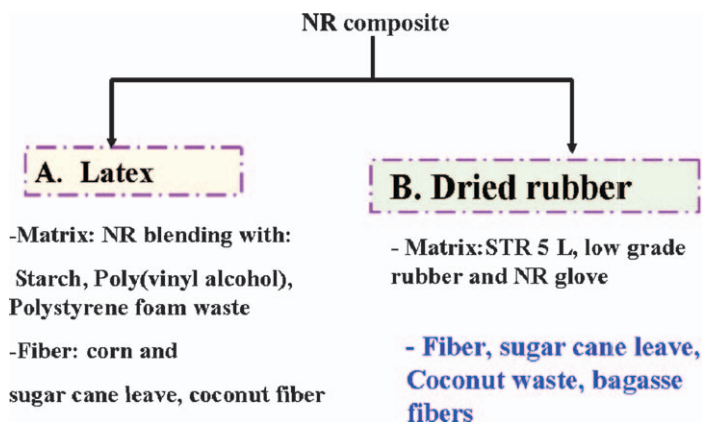 NR composite
A. Latex
-Matrix: NR blending with:
Starch, Poly(vinyl alcohol),
Polystyrene foam waste
-Fiber: corn and
sugar cane leave, coconut fiber
B. Dried rubber
- Matrix:STR 5 L, low grade
rubber and NR glove
- Fiber, sugar cane leave,
Coconut waste, bagasse
fibers